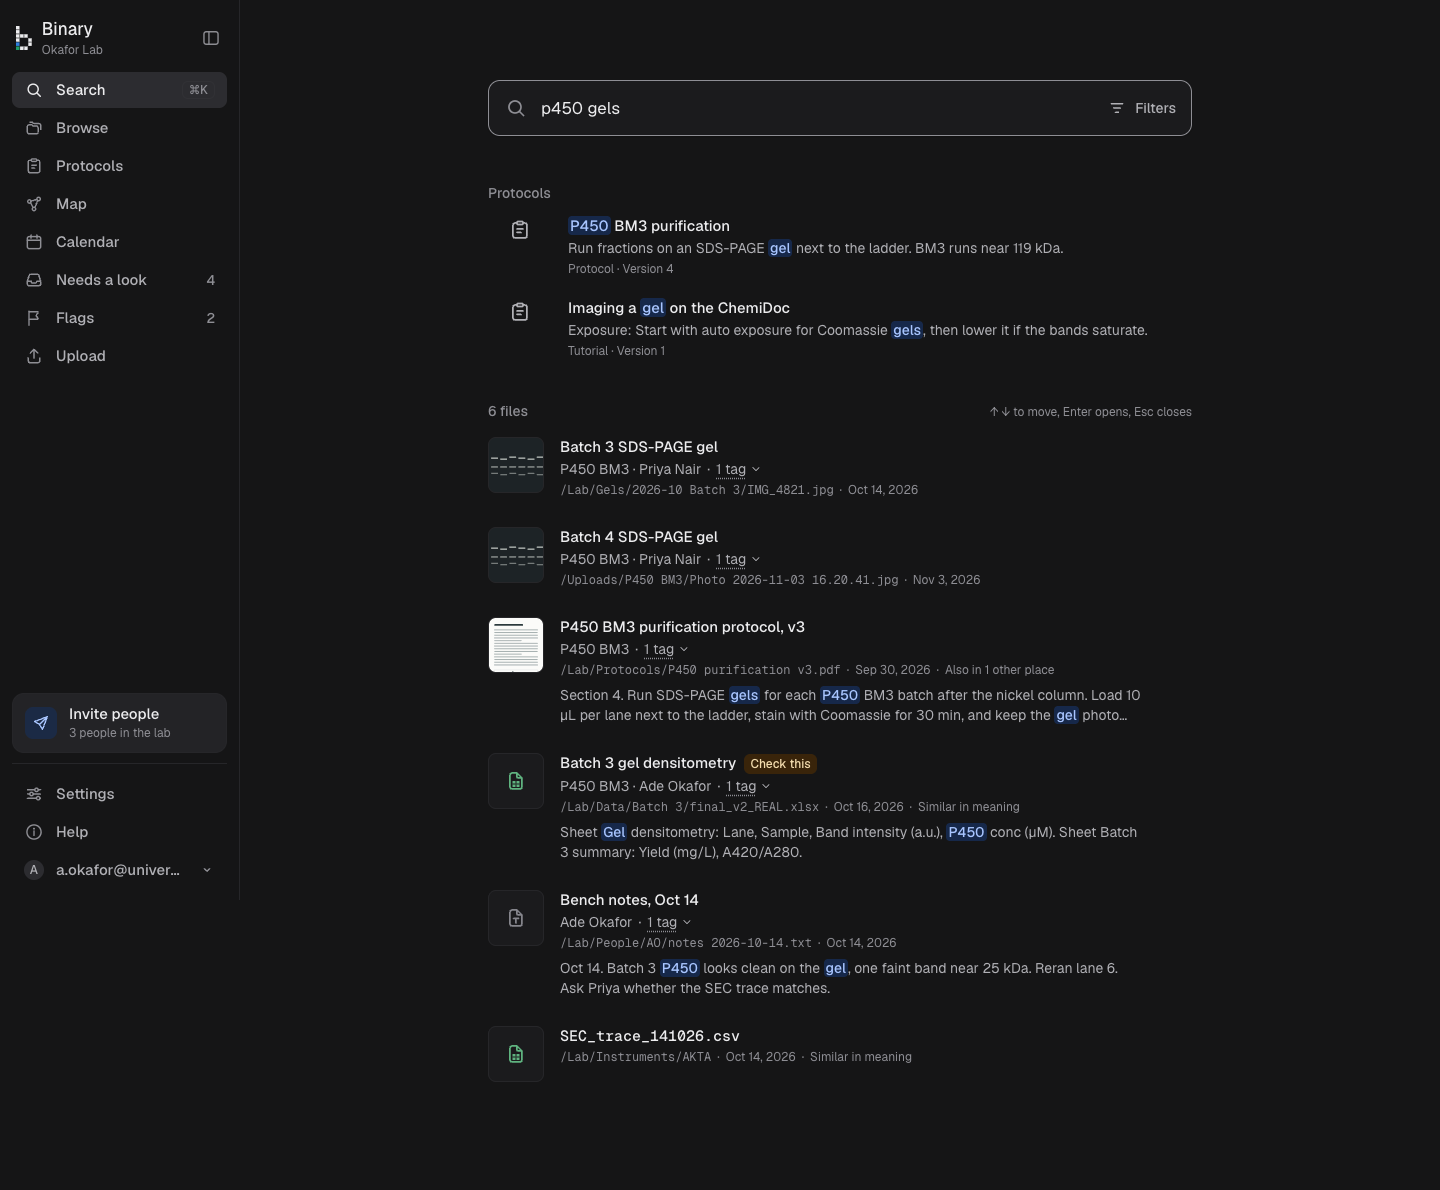 Binary
Okafor Lab
Search ⌘K
Browse
Protocols
Map
Calendar
Needs a look 4
Flags 2
Upload
Invite people
3 people in the lab
Settings
Help
A a.okafor@univer...
p450 gels Filters
Protocols
P450 BM3 purification
Run fractions on an SDS-PAGE gel next to the ladder. BM3 runs near 119 kDa.
Protocol · Version 4
Imaging a gel on the ChemiDoc
Exposure: Start with auto exposure for Coomassie gels, then lower it if the bands saturate.
Tutorial · Version 1
6 files ↑↓ to move, Enter opens, Esc closes
Batch 3 SDS-PAGE gel
P450 BM3 · Priya Nair · 1 tag
/Lab/Gels/2026-10 Batch 3/IMG_4821.jpg · Oct 14, 2026
Batch 4 SDS-PAGE gel
P450 BM3 · Priya Nair · 1 tag
/Uploads/P450 BM3/Photo 2026-11-03 16.20.41.jpg · Nov 3, 2026
P450 BM3 purification protocol, v3
P450 BM3 · 1 tag
/Lab/Protocols/P450 purification v3.pdf · Sep 30, 2026 · Also in 1 other place
Section 4. Run SDS-PAGE gels for each P450 BM3 batch after the nickel column. Load 10
µL per lane next to the ladder, stain with Coomassie for 30 min, and keep the gel photo...
Batch 3 gel densitometry Check this
P450 BM3 · Ade Okafor · 1 tag
/Lab/Data/Batch 3/final_v2_REAL.xlsx · Oct 16, 2026 · Similar in meaning
Sheet Gel densitometry: Lane, Sample, Band intensity (a.u.), P450 conc (µM). Sheet Batch
3 summary: Yield (mg/L), A420/A280.
Bench notes, Oct 14
Ade Okafor · 1 tag
/Lab/People/AO/notes 2026-10-14.txt · Oct 14, 2026
Oct 14. Batch 3 P450 looks clean on the gel, one faint band near 25 kDa. Reran lane 6.
Ask Priya whether the SEC trace matches.
SEC_trace_141026.csv
/Lab/Instruments/AKTA · Oct 14, 2026 · Similar in meaning